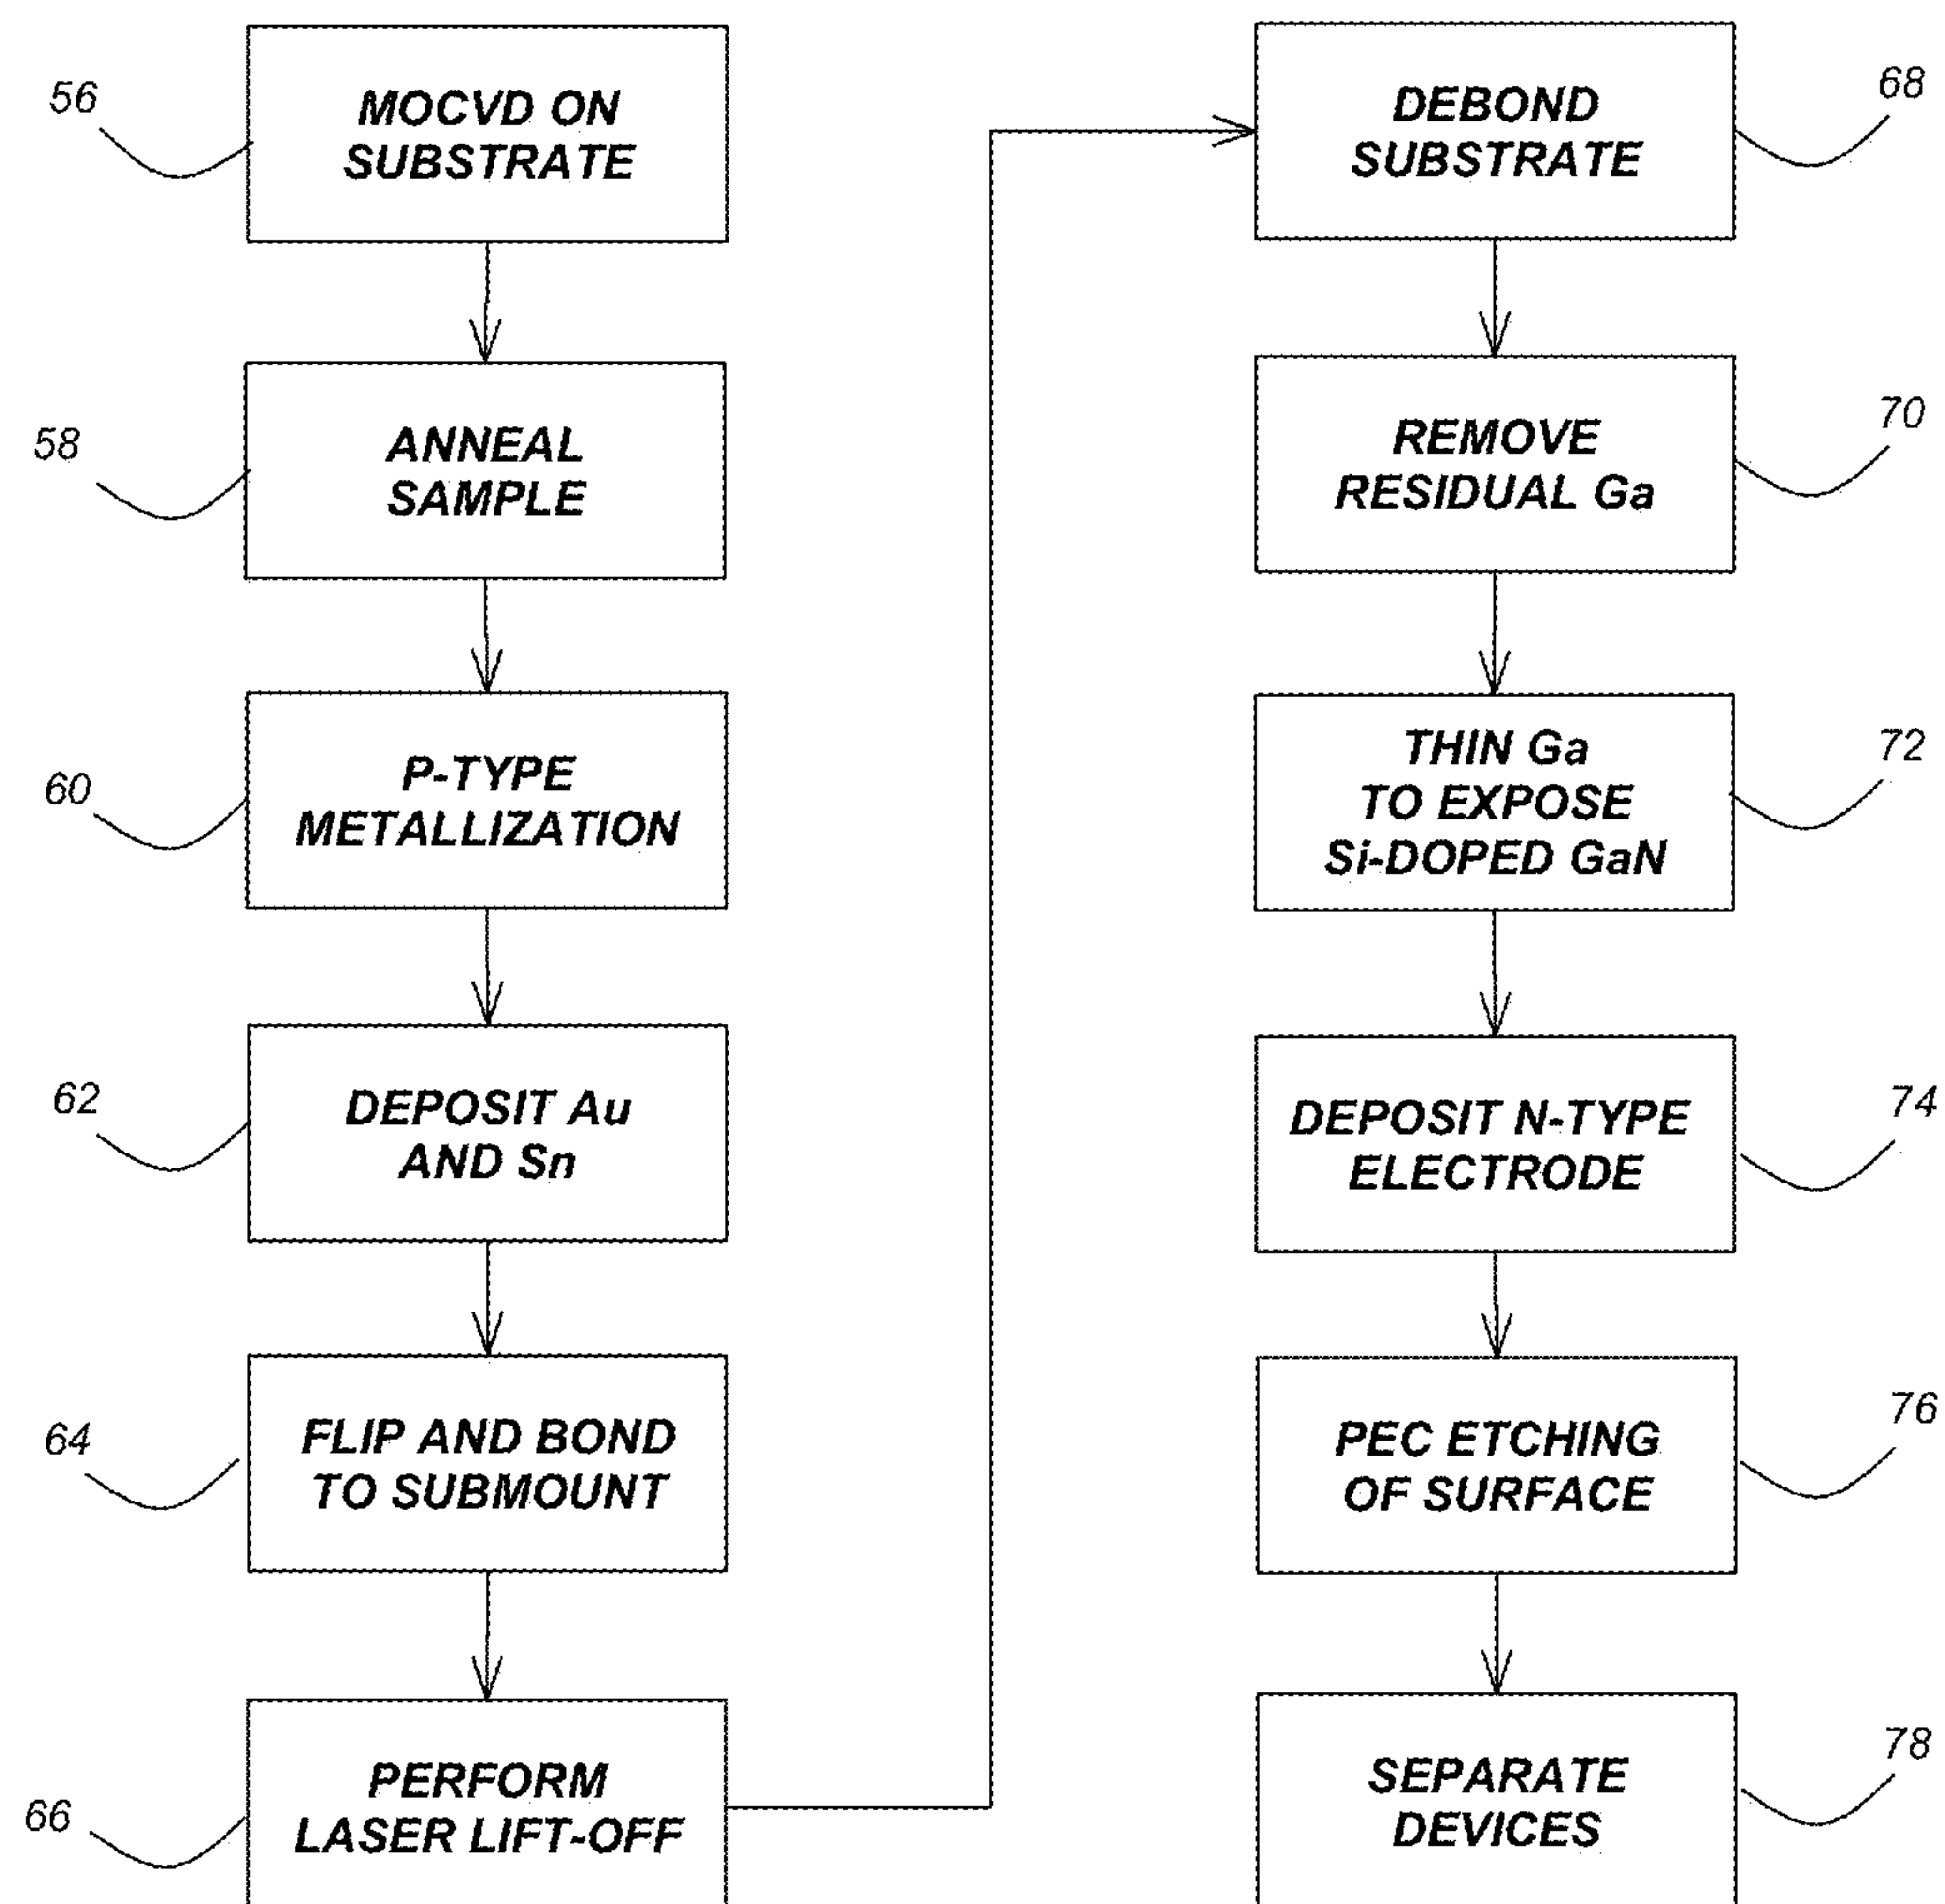 56
MOCVD ON
SUBSTRATE
58
ANNEAL
SAMPLE
60
P-TYPE
METALLIZATION
62
DEPOSIT Au
AND Sn
64
FLIP AND BOND
TO SUBMOUNT
66
PERFORM
LASER LIFT-OFF
68
DEBOND
SUBSTRATE
70
REMOVE
RESIDUAL Ga
72
THIN Ga
TO EXPOSE
Si-DOPED GaN
74
DEPOSIT N-TYPE
ELECTRODE
76
PEC ETCHING
OF SURFACE
78
SEPARATE
DEVICES